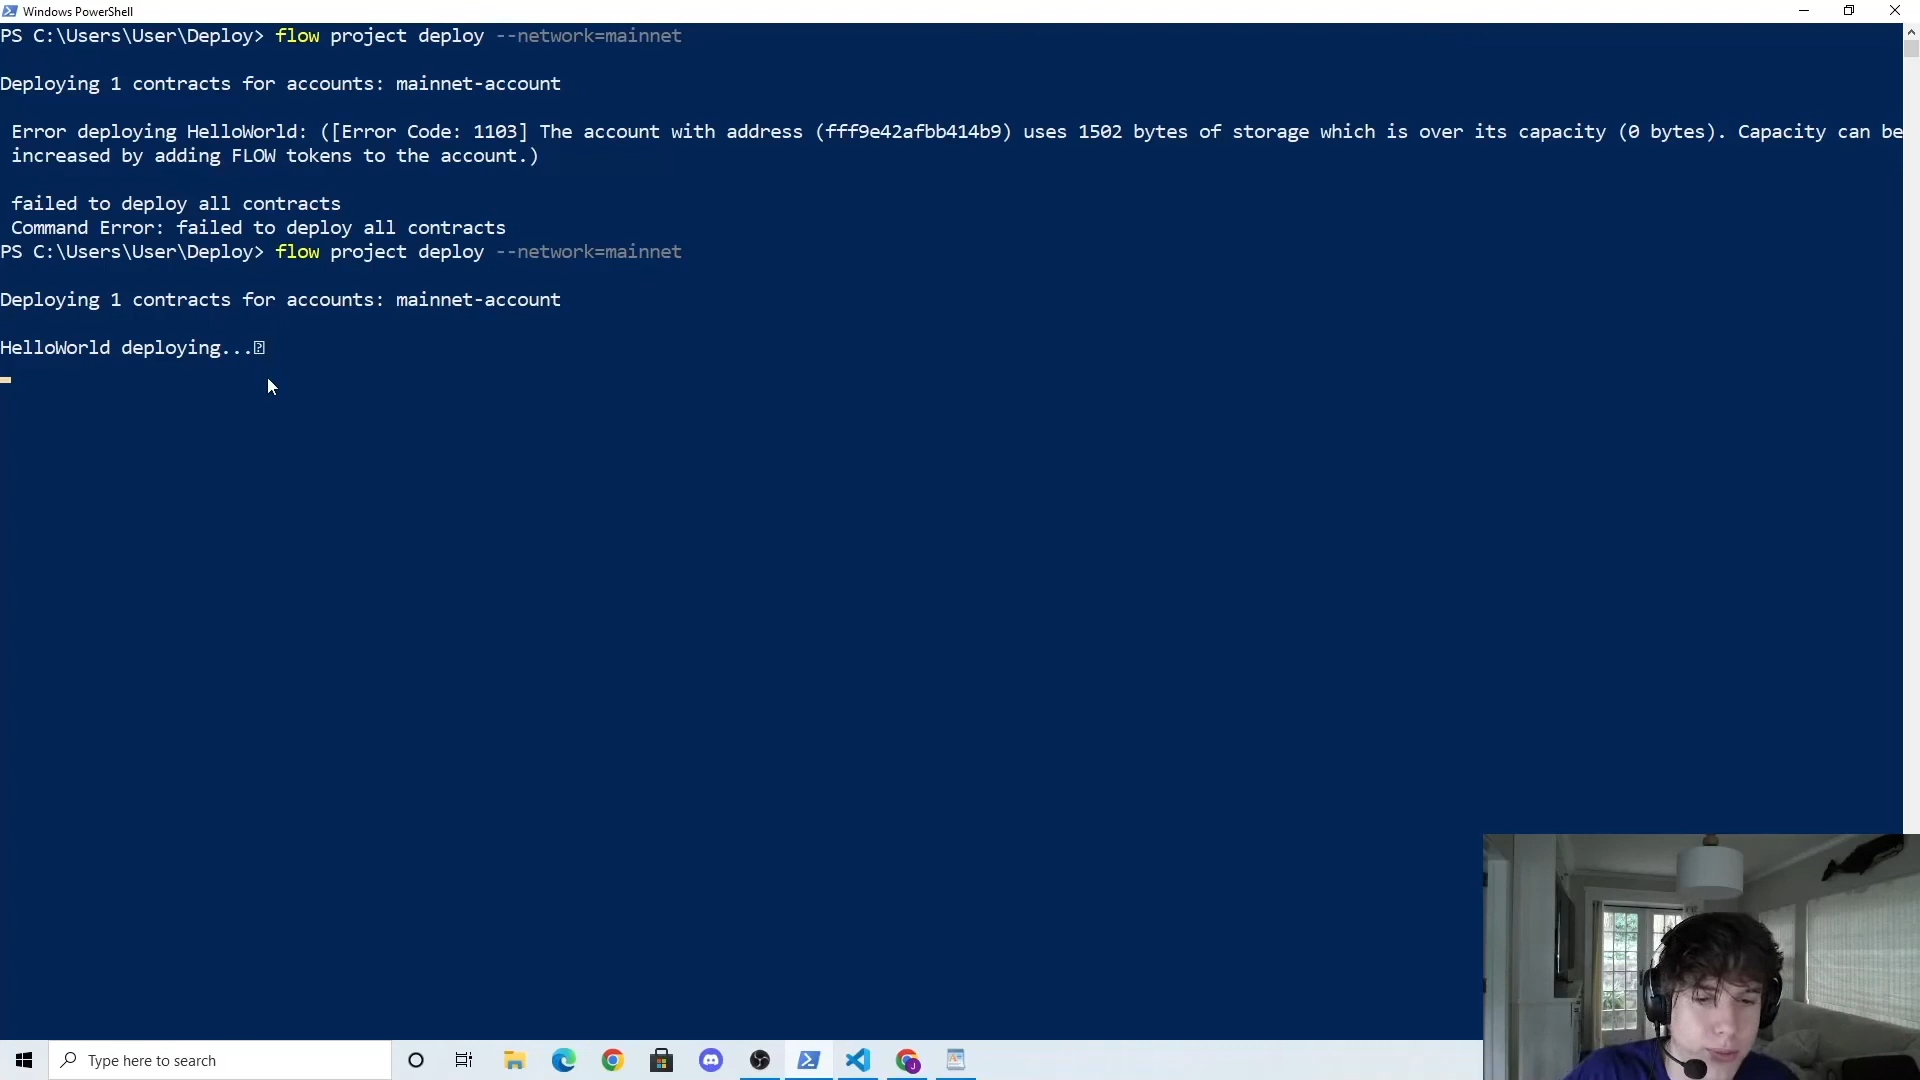 Windows PowerShell
PS C:\Users\User\Deploy> flow project deploy --network=mainnet
Deploying 1 contracts for accounts: mainnet-account
Error deploying HelloWorld: ([Error Code: 1103] The account with address (fff9e42afbb414b9) uses 1502 bytes of storage which is over its capacity (0 bytes). Capacity can be
increased by adding FLOW tokens to the account.)
failed to deploy all contracts
Command Error: failed to deploy all contracts
PS C:\Users\User\Deploy> flow project deploy --network=mainnet
Deploying 1 contracts for accounts: mainnet-account
HelloWorld deploying...
Type here to search